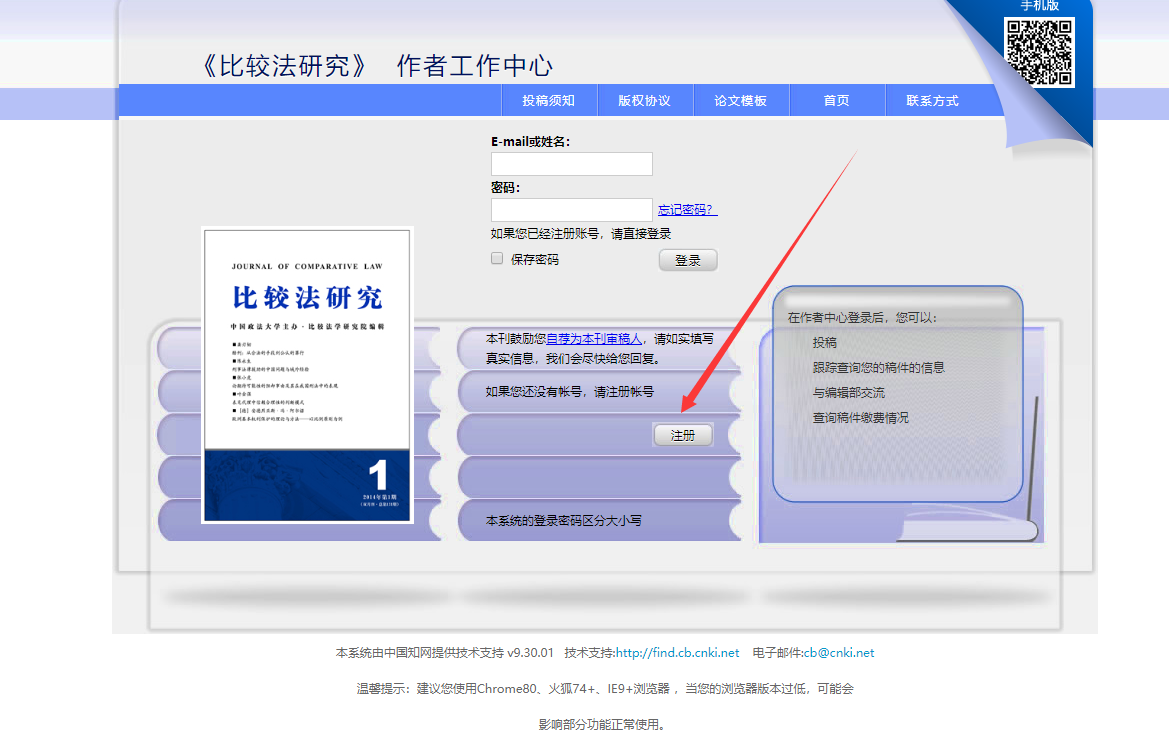 手机版
《比较法研究》 作者工作中心
投稿须知 版权协议 论文模板 首页 联系方式
E-mail或姓名:
密码:
忘记密码？
如果您已经注册账号，请直接登录
保存密码
登录
JOURNAL OF COMPARATIVE LAW
比较法研究
中国政法大学主办·比较法学研究院编辑
1
2014年第1期
本刊鼓励您自荐为本刊审稿人，请如实填写
真实信息，我们会尽快给您回复。
如果您还没有帐号，请注册帐号
注册
本系统的登录密码区分大小写
在作者中心登录后，您可以：
投稿
跟踪查询您的稿件的信息
与编辑部交流
查询稿件缴费情况
本系统由中国知网提供技术支持 v9.30.01 技术支持:http://find.cb.cnki.net 电子邮件:cb@cnki.net
温馨提示：建议您使用Chrome80、火狐74+、IE9+浏览器 ，当您的浏览器版本过低，可能会
影响部分功能正常使用。